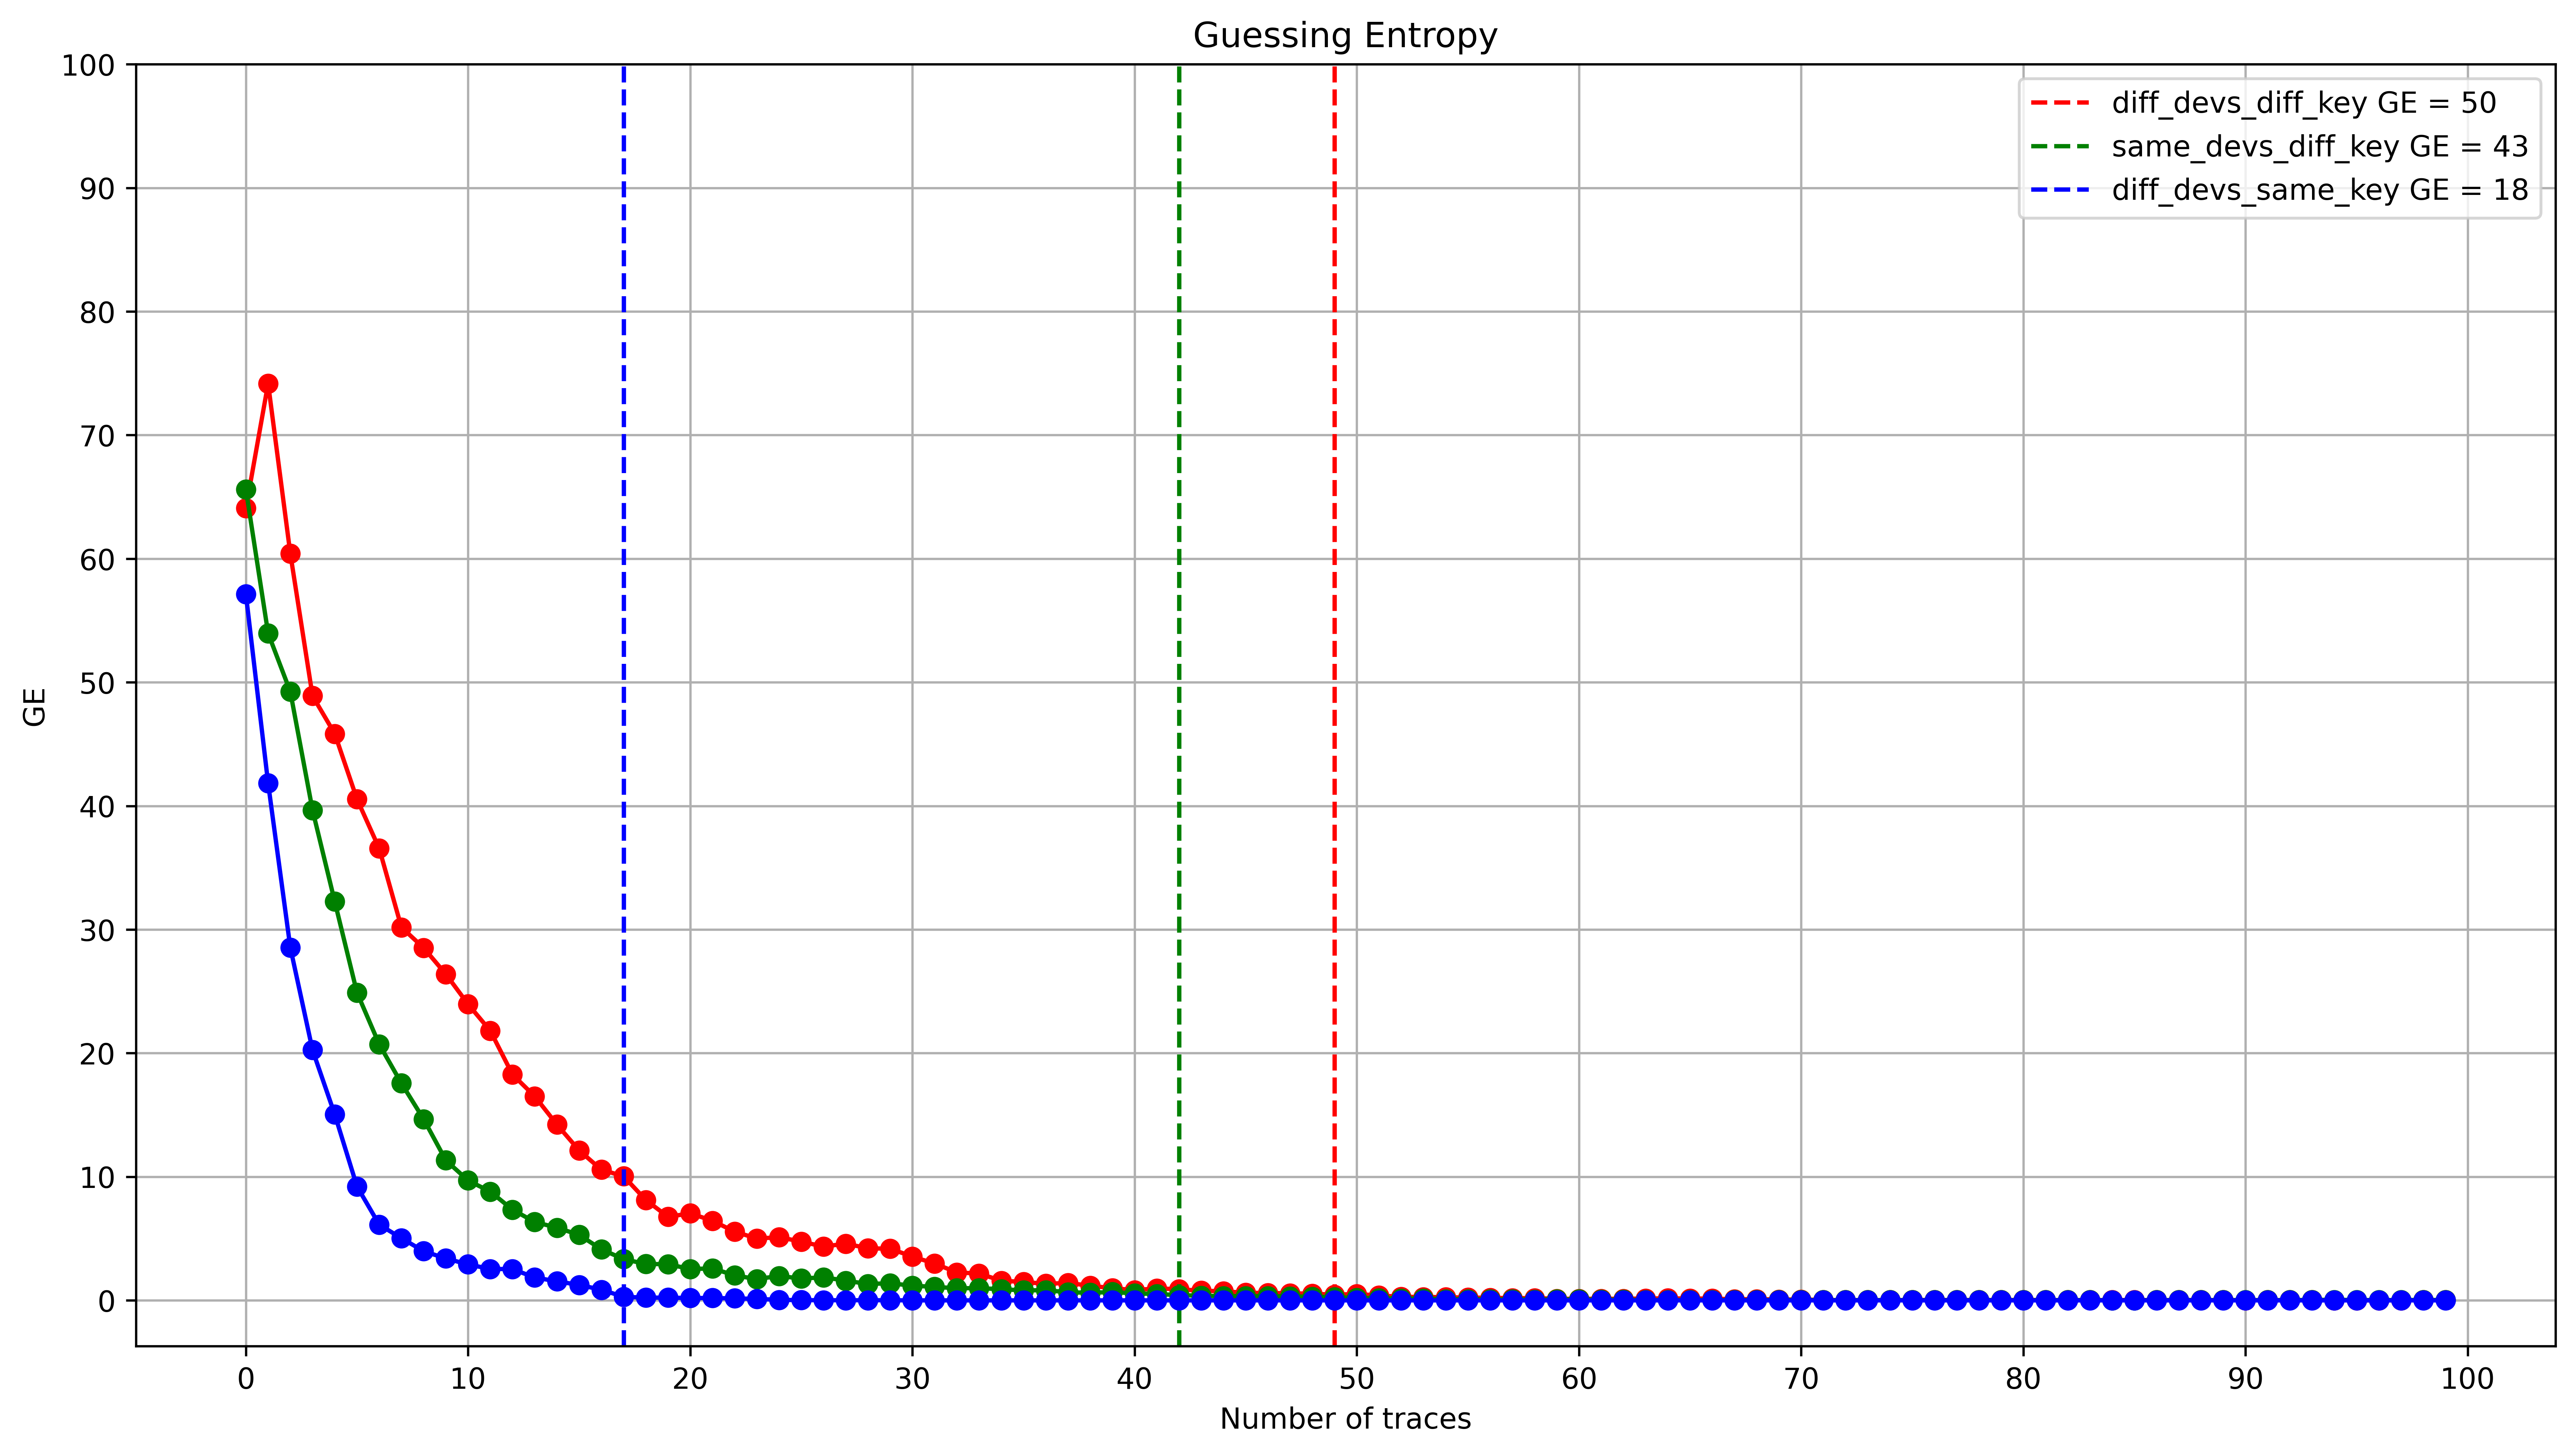 Guessing Entropy
100
90
80
70
60
50
40
30
20
10
0
GE
diff_devs_diff_key GE = 50
same_devs_diff_key GE = 43
diff_devs_same_key GE = 18
0 10 20 30 40 50 60 70 80 90 100
Number of traces